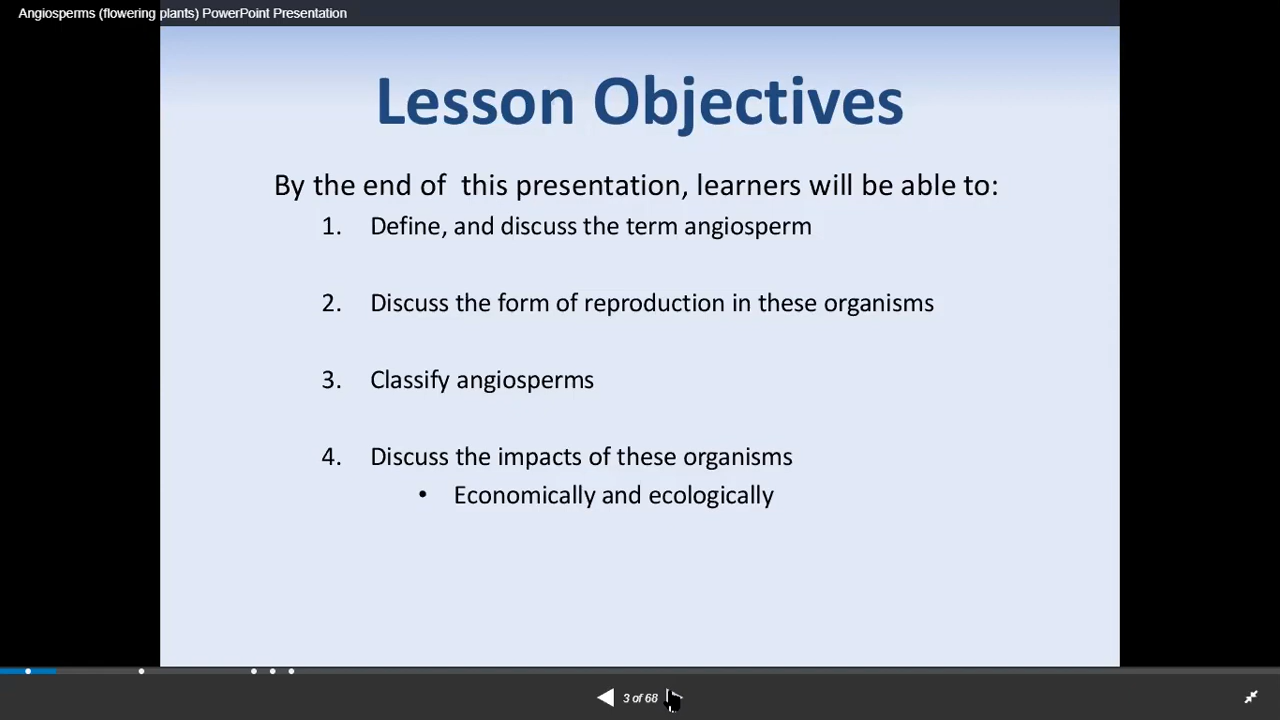 Angiosperms (flowering plants) PowerPoint Presentation
Lesson Objectives
By the end of  this presentation, learners will be able to:
1. Define, and discuss the term angiosperm
2. Discuss the form of reproduction in these organisms
3. Classify angiosperms
4. Discuss the impacts of these organisms
• Economically and ecologically
3 of 68